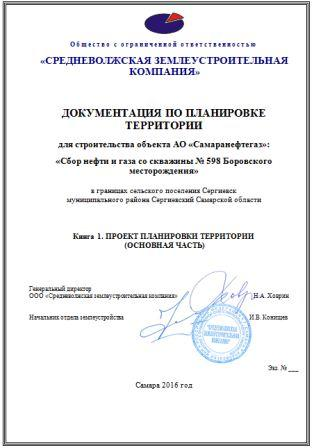 Общество с ограниченной ответственностью
«СРЕДНЕВОЛЖСКАЯ ЗЕМЛЕУСТРОИТЕЛЬНАЯ
КОМПАНИЯ»
ДОКУМЕНТАЦИЯ ПО ПЛАНИРОВКЕ
ТЕРРИТОРИИ
для строительства объекта АО «Самаранефтегаз»:
«Сбор нефти и газа со скважины № 598 Боровского
месторождения»
в границах сельского поселения Сергиевск
муниципального района Сергиевский Самарской области
Книга 1. ПРОЕКТ ПЛАНИРОВКИ ТЕРРИТОРИИ
(ОСНОВНАЯ ЧАСТЬ)
Генеральный директор
ООО «Средневолжская землеустроительная компания» Н.А. Ховрин
Начальник отдела землеустройства И.В. Конищев
Экз. № ___
Самара 2016 год